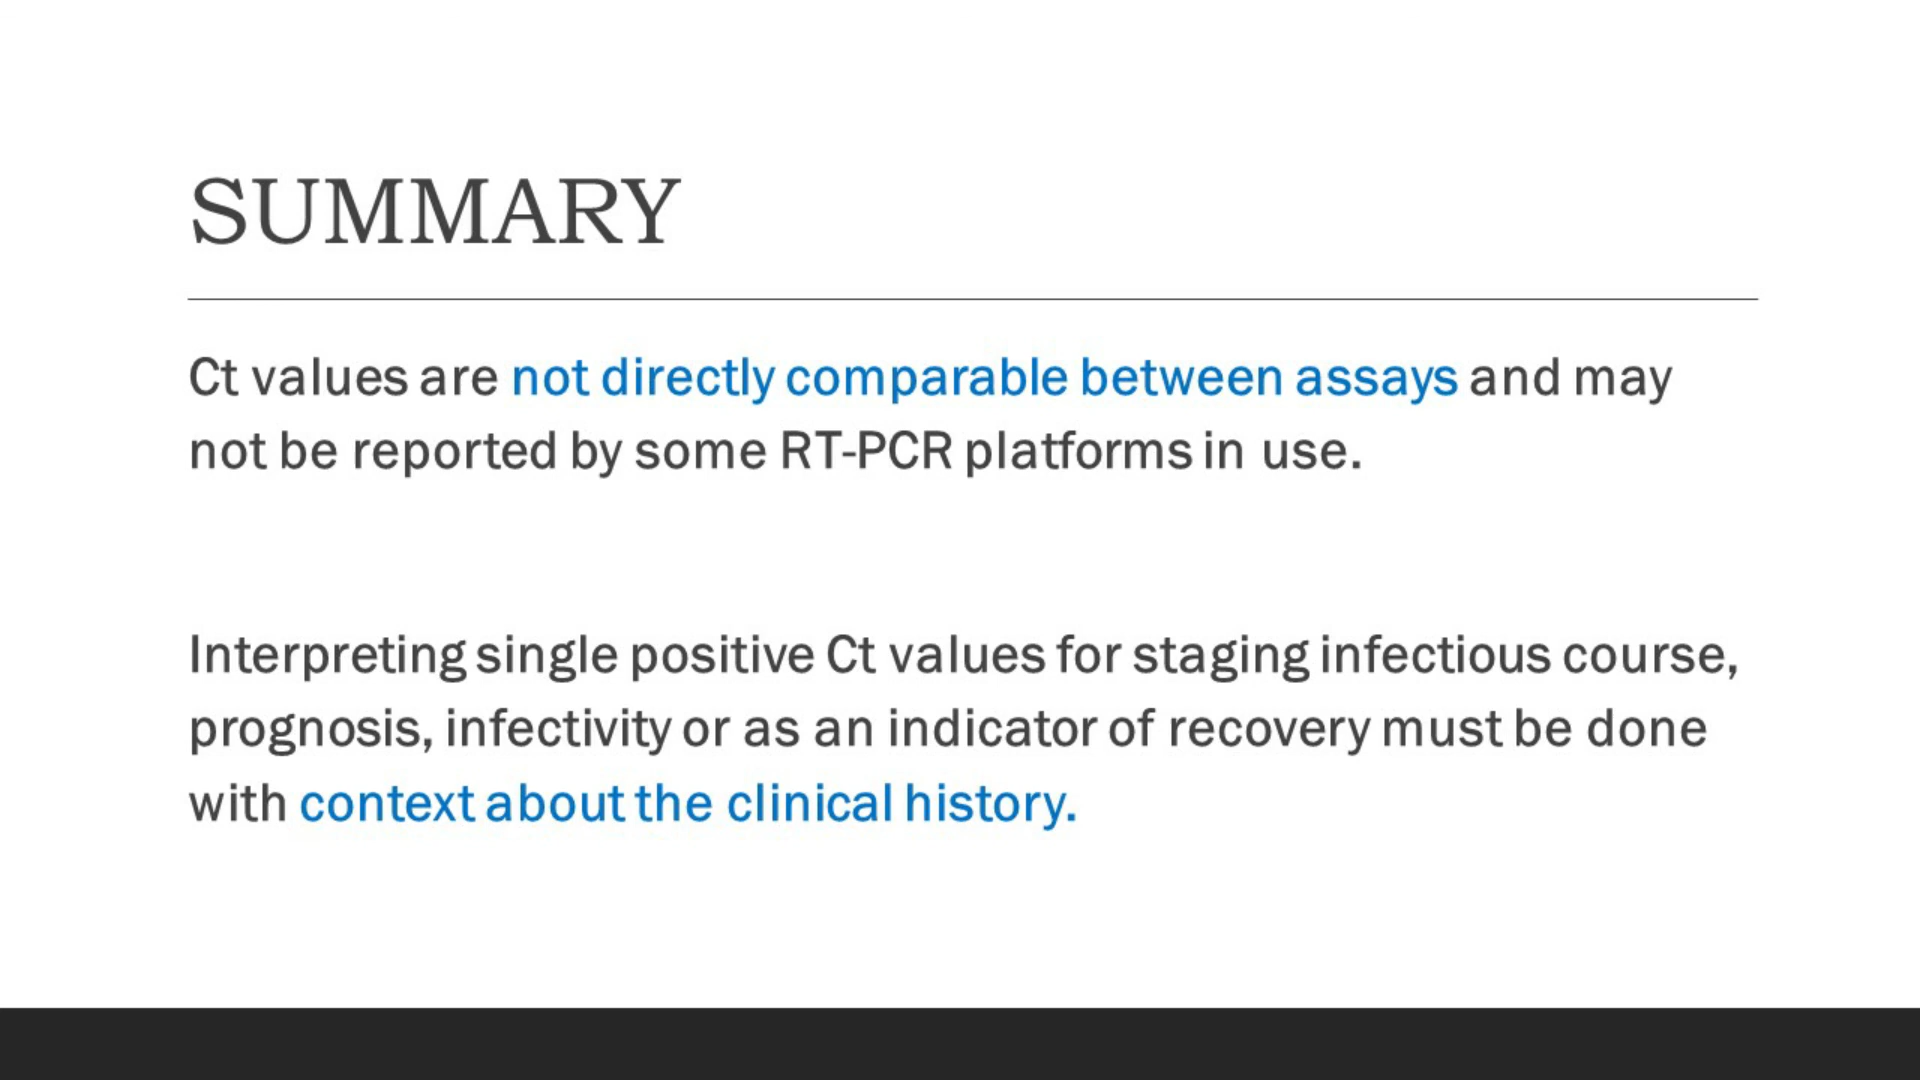 SUMMARY
Ct values are not directly comparable between assays and may
not be reported by some RT-PCR platforms in use.
Interpreting single positive Ct values for staging infectious course,
prognosis, infectivity or as an indicator of recovery must be done
with context about the clinical history.